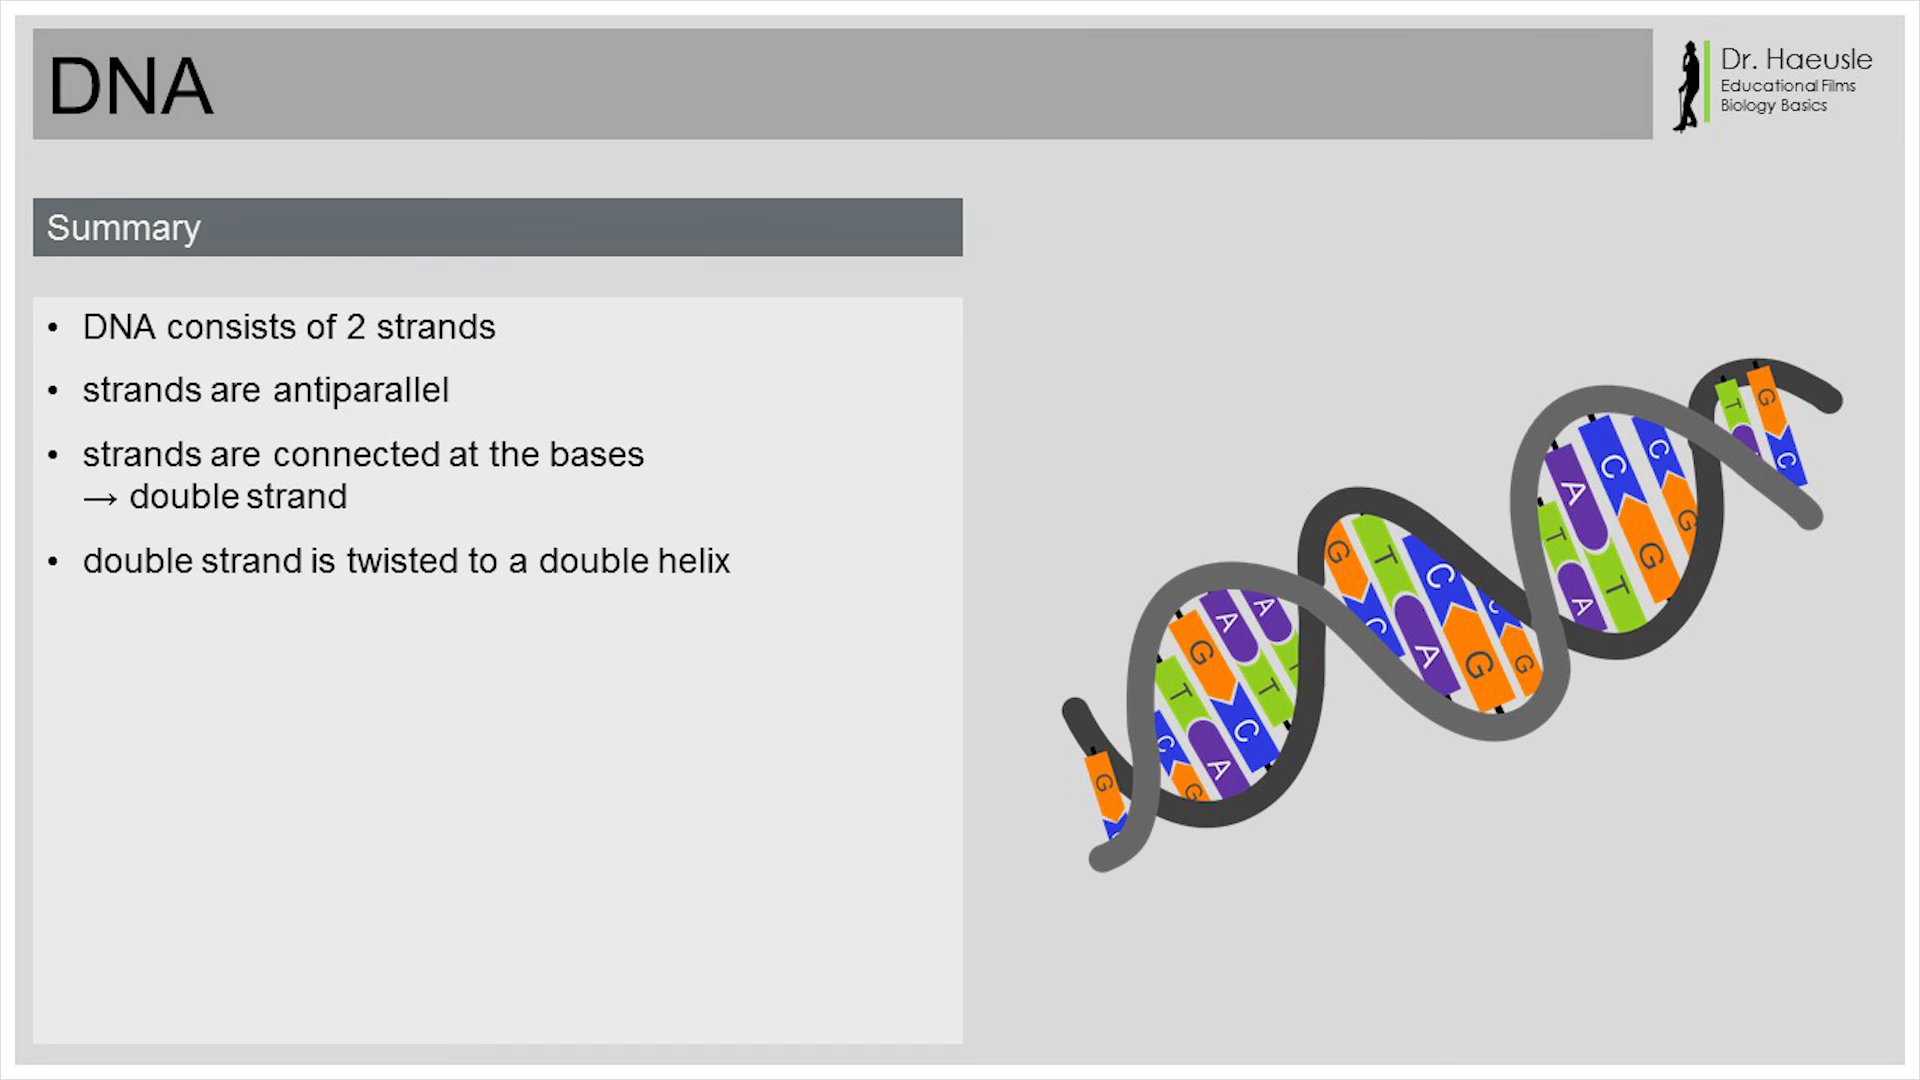 DNA
Dr. Haeusle
Educational Films
Biology Basics
Summary
• DNA consists of 2 strands
• strands are antiparallel
• strands are connected at the bases
→ double strand
• double strand is twisted to a double helix
G
C
C
G
T
A
G
C
A
T
A
T
G
C
T
A
C
G
C
G
T
A
A
T
C
G
C
G
T
G
C